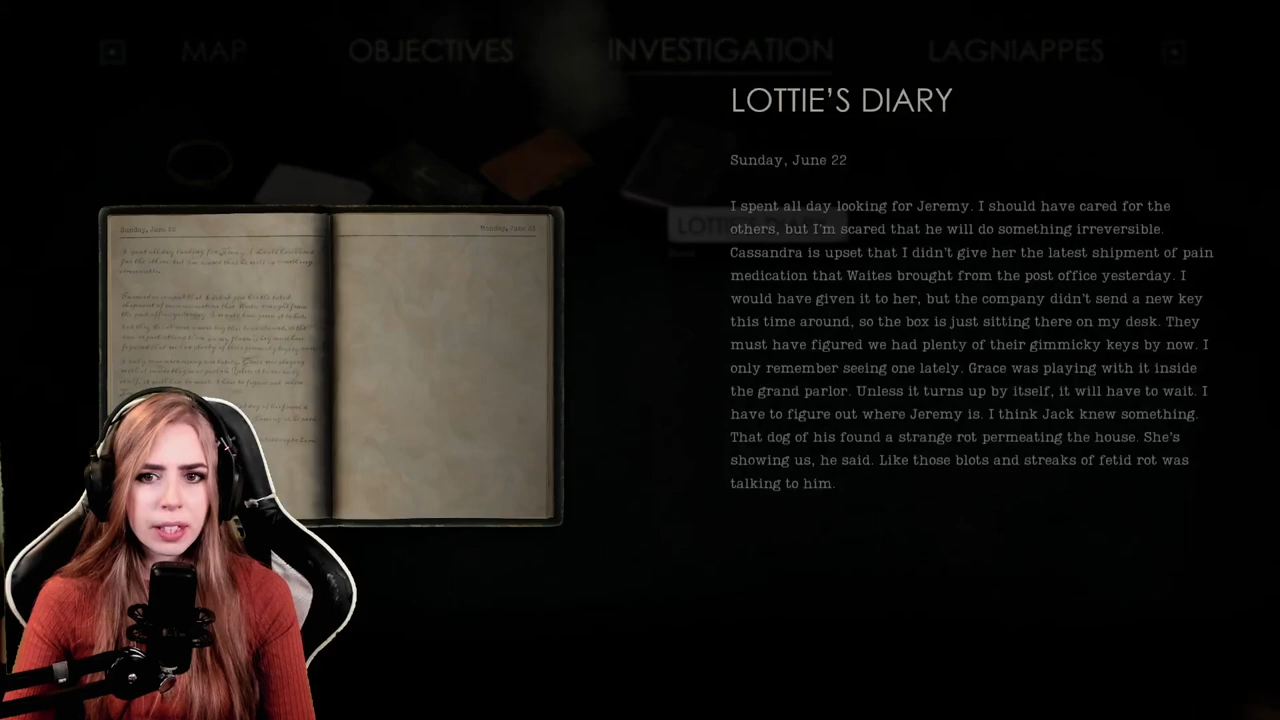 MAP OBJECTIVES INVESTIGATION LAGNIAPPES
LOTTIE'S DIARY
Sunday, June 22
I spent all day looking for Jeremy. I should have cared for the
others, but I'm scared that he will do something irreversible.
Cassandra is upset that I didn't give her the latest shipment of pain
medication that Waites brought from the post office yesterday. I
would have given it to her, but the company didn't send a new key
this time around, so the box is just sitting there on my desk. They
must have figured we had plenty of their gimmicky keys by now. I
only remember seeing one lately. Grace was playing with it inside
the grand parlor. Unless it turns up by itself, it will have to wait. I
have to figure out where Jeremy is. I think Jack knew something.
That dog of his found a strange rot permeating the house. She's
showing us, he said. Like those blots and streaks of fetid rot was
talking to him.
LOTTIE'S DIARY
Sunday, June 22
Monday, June 23